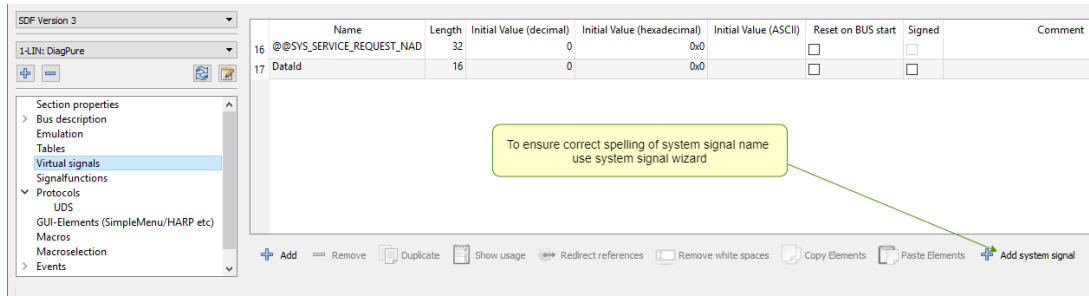 SDF Version 3
1-LIN: DiagPure
Section properties
Bus description
Emulation
Tables
Virtual signals
Signalfunctions
Protocols
UDS
GUI-Elements (SimpleMenu/HARP etc)
Macros
Macroselection
Events
Name Length Initial Value (decimal) Initial Value (hexadecimal) Initial Value (ASCII) Reset on BUS start Signed Comment
16 @@SYS_SERVICE_REQUEST_NAD 32 0 0x0
17 DataId 16 0 0x0
To ensure correct spelling of system signal name
use system signal wizard
Add Remove Duplicate Show usage Redirect references Remove white spaces Copy Elements Paste Elements Add system signal